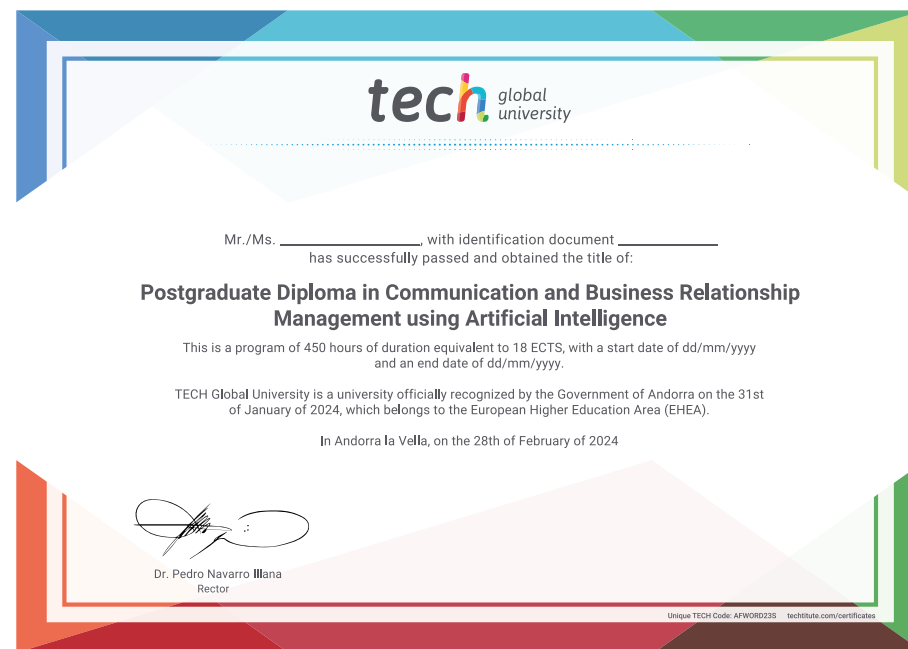 tech global university
Mr./Ms. ____________________, with identification document ______________
has successfully passed and obtained the title of:
Postgraduate Diploma in Communication and Business Relationship
Management using Artificial Intelligence
This is a program of 450 hours of duration equivalent to 18 ECTS, with a start date of dd/mm/yyyy
and an end date of dd/mm/yyyy.
TECH Global University is a university officially recognized by the Government of Andorra on the 31st
of January of 2024, which belongs to the European Higher Education Area (EHEA).
In Andorra la Vella, on the 28th of February of 2024
Dr. Pedro Navarro Illana
Rector
Unique TECH Code: AFWORD23S techtitute.com/certificates